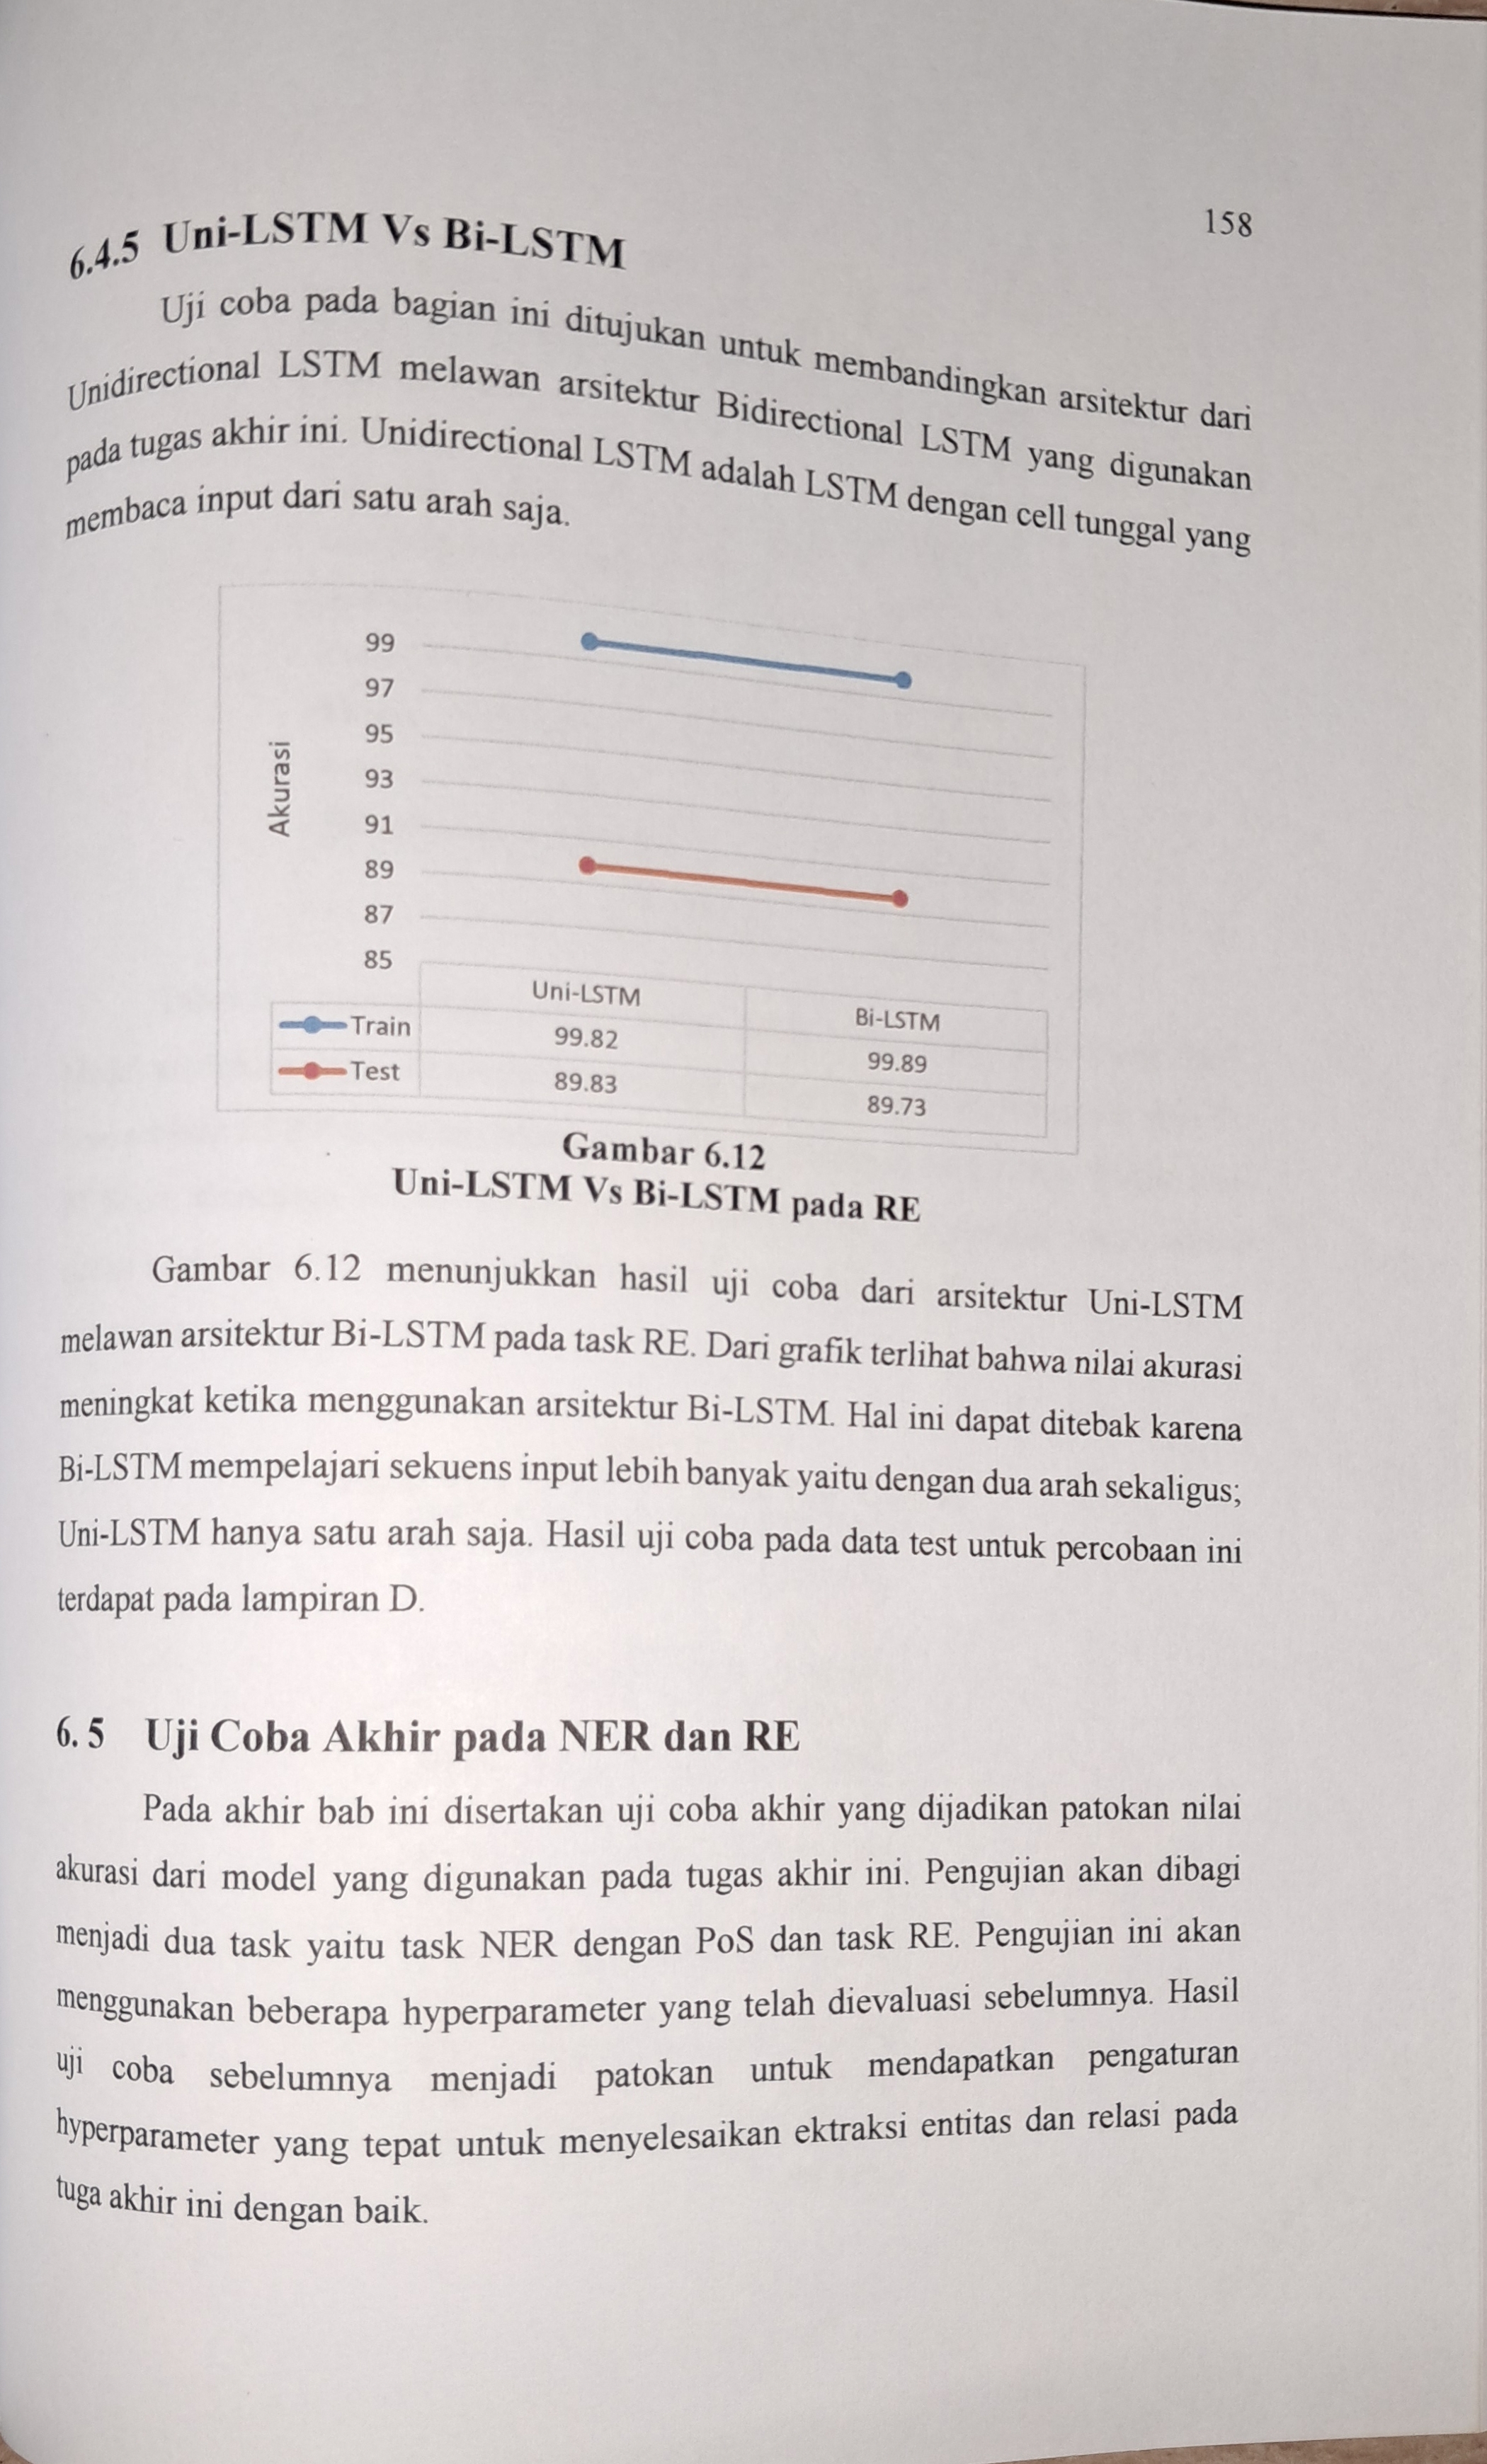 158
6.4.5 Uni-LSTM Vs Bi-LSTM
Uji coba pada bagian ini ditujukan untuk membandingkan arsitektur dari
Unidirectional LSTM melawan arsitektur Bidirectional LSTM yang digunakan
pada tugas akhir ini. Unidirectional LSTM adalah LSTM dengan cell tunggal yang
membaca input dari satu arah saja.
Akurasi
99
97
95
93
91
89
87
85
Uni-LSTM Bi-LSTM
Train 99.82 99.89
Test 89.83 89.73
Gambar 6.12
Uni-LSTM Vs Bi-LSTM pada RE
Gambar 6.12 menunjukkan hasil uji coba dari arsitektur Uni-LSTM
melawan arsitektur Bi-LSTM pada task RE. Dari grafik terlihat bahwa nilai akurasi
meningkat ketika menggunakan arsitektur Bi-LSTM. Hal ini dapat ditebak karena
Bi-LSTM mempelajari sekuens input lebih banyak yaitu dengan dua arah sekaligus;
Uni-LSTM hanya satu arah saja. Hasil uji coba pada data test untuk percobaan ini
terdapat pada lampiran D.
6.5 Uji Coba Akhir pada NER dan RE
Pada akhir bab ini disertakan uji coba akhir yang dijadikan patokan nilai
akurasi dari model yang digunakan pada tugas akhir ini. Pengujian akan dibagi
menjadi dua task yaitu task NER dengan PoS dan task RE. Pengujian ini akan
menggunakan beberapa hyperparameter yang telah dievaluasi sebelumnya. Hasil
uji coba sebelumnya menjadi patokan untuk mendapatkan pengaturan
hyperparameter yang tepat untuk menyelesaikan ektraksi entitas dan relasi pada
tuga akhir ini dengan baik.